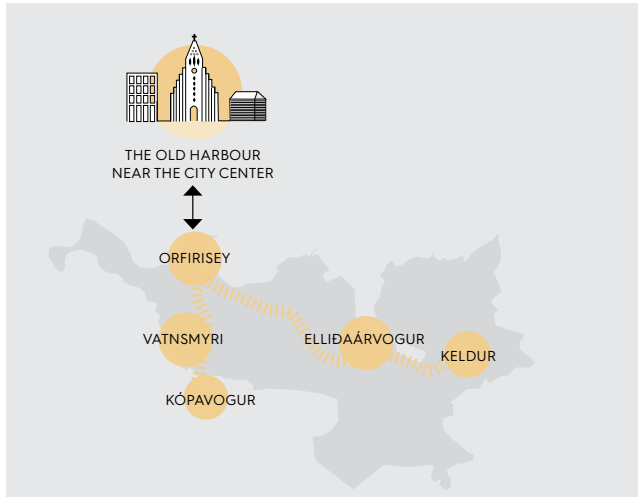 THE OLD HARBOUR
NEAR THE CITY CENTER
ORFIRISEY
VATNSMYRI
ELLIÐAÁRVOGUR
KELDUR
KÓPAVOGUR